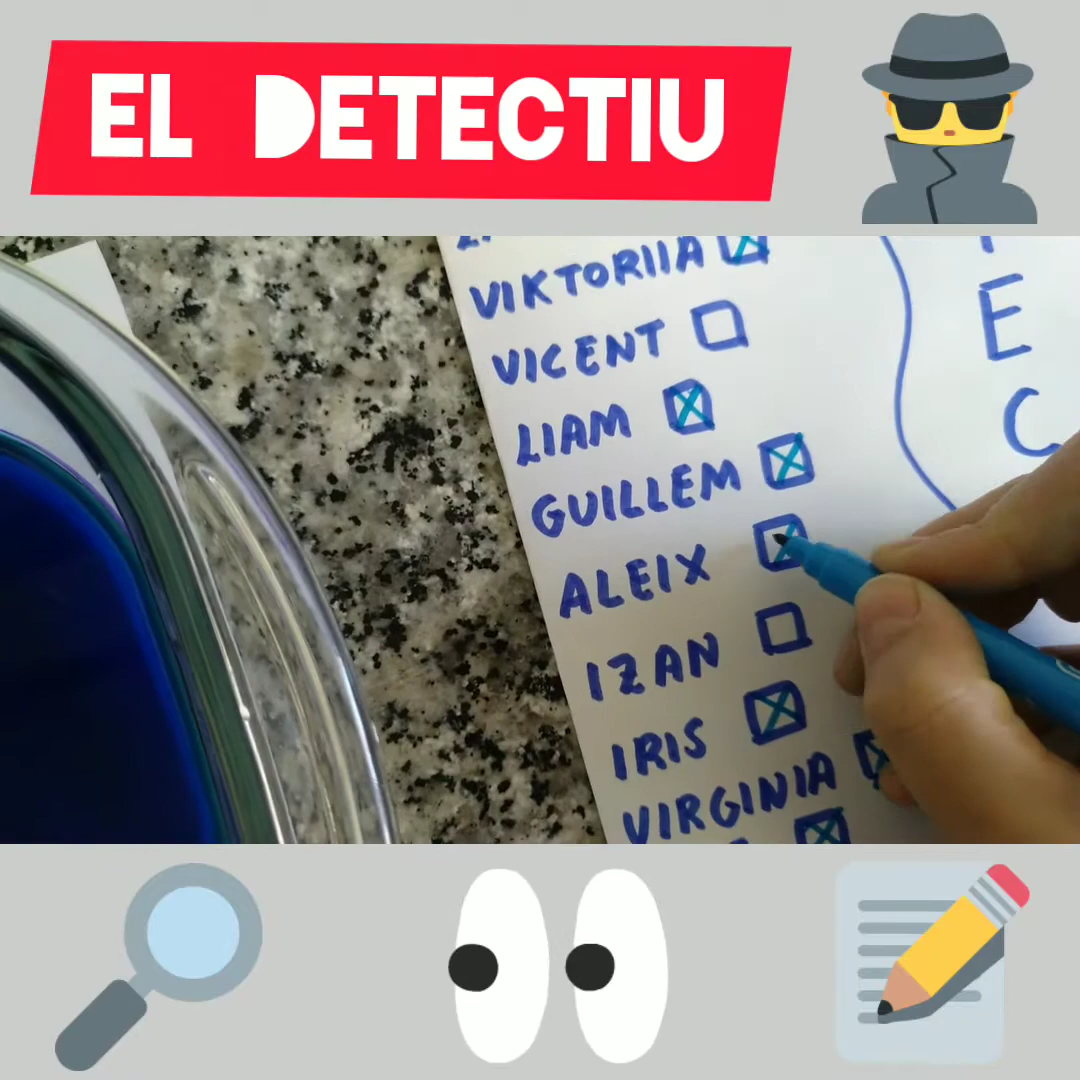 EL DETECTIU
VIKTORIIA
VICENT
LIAM
GUILLEM
ALEIX
IZAN
IRIS
VIRGINIA
E
C